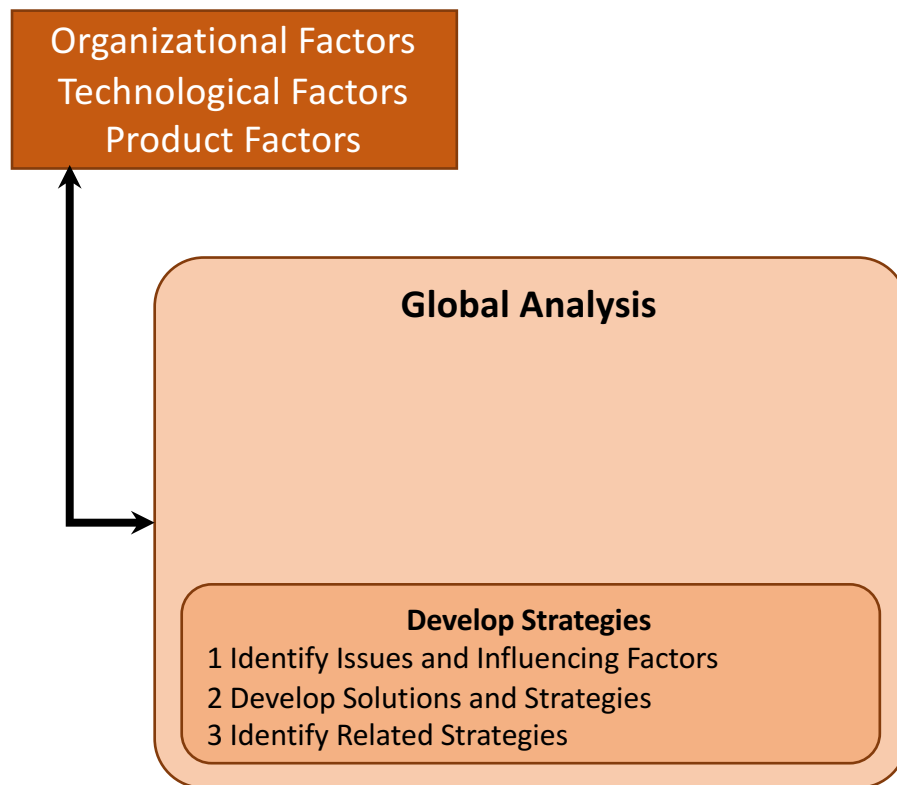 Organizational Factors
Technological Factors
Product Factors
Global Analysis
Develop Strategies
1 Identify Issues and Influencing Factors
2 Develop Solutions and Strategies
3 Identify Related Strategies